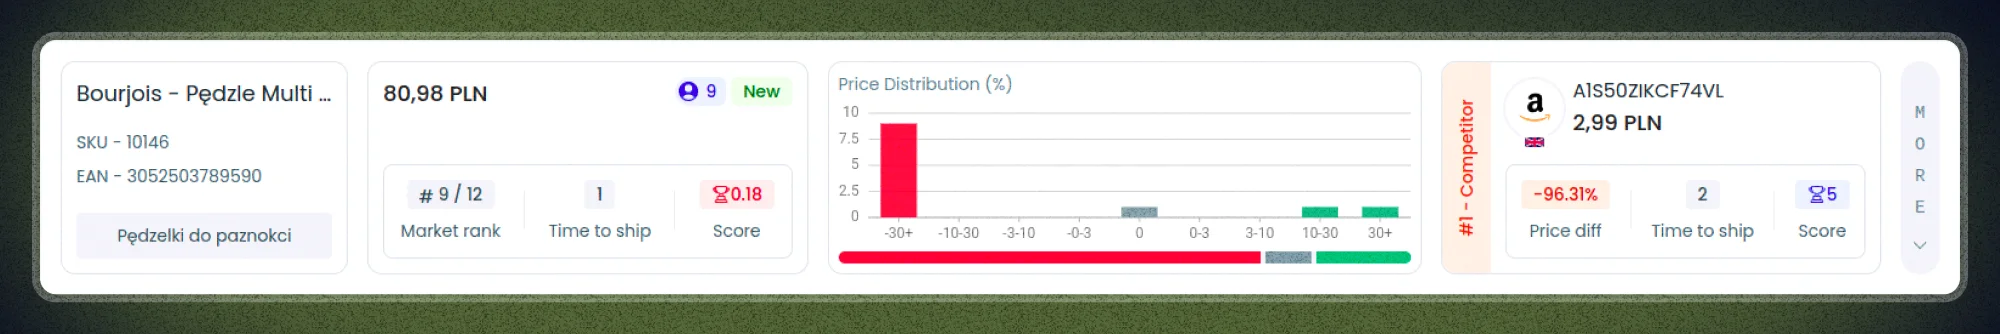 Bourjois - Pędzle Multi ...
SKU - 10146
EAN - 3052503789590
Pędzelki do paznokci
80,98 PLN
9
New
# 9 / 12
Market rank
1
Time to ship
0.18
Score
Price Distribution (%)
10
7.5
5
2.5
0
-30+ -10-30 -3-10 -0-3 0 0-3 3-10 10-30 30+
#1 - Competitor
a
A1S50ZIKCF74VL
2,99 PLN
-96.31%
Price diff
2
Time to ship
5
Score
MORE